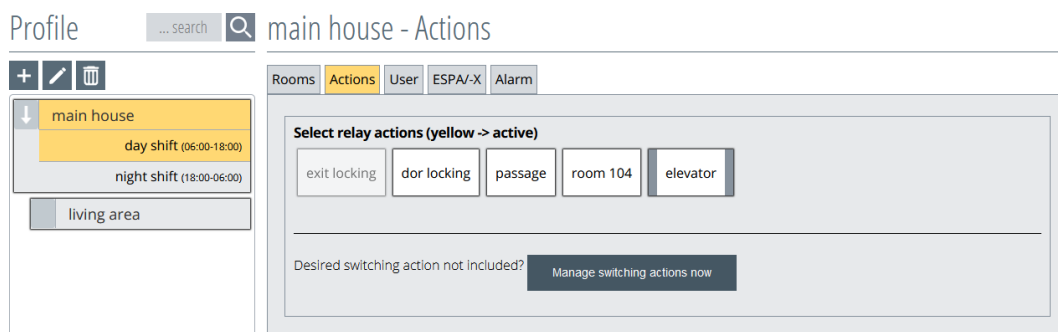 Profile
... search
main house - Actions
Rooms
Actions
User
ESPA/-X
Alarm
main house
day shift (06:00-18:00)
night shift (18:00-06:00)
living area
Select relay actions (yellow -> active)
exit locking
dor locking
passage
room 104
elevator
Desired switching action not included?
Manage switching actions now